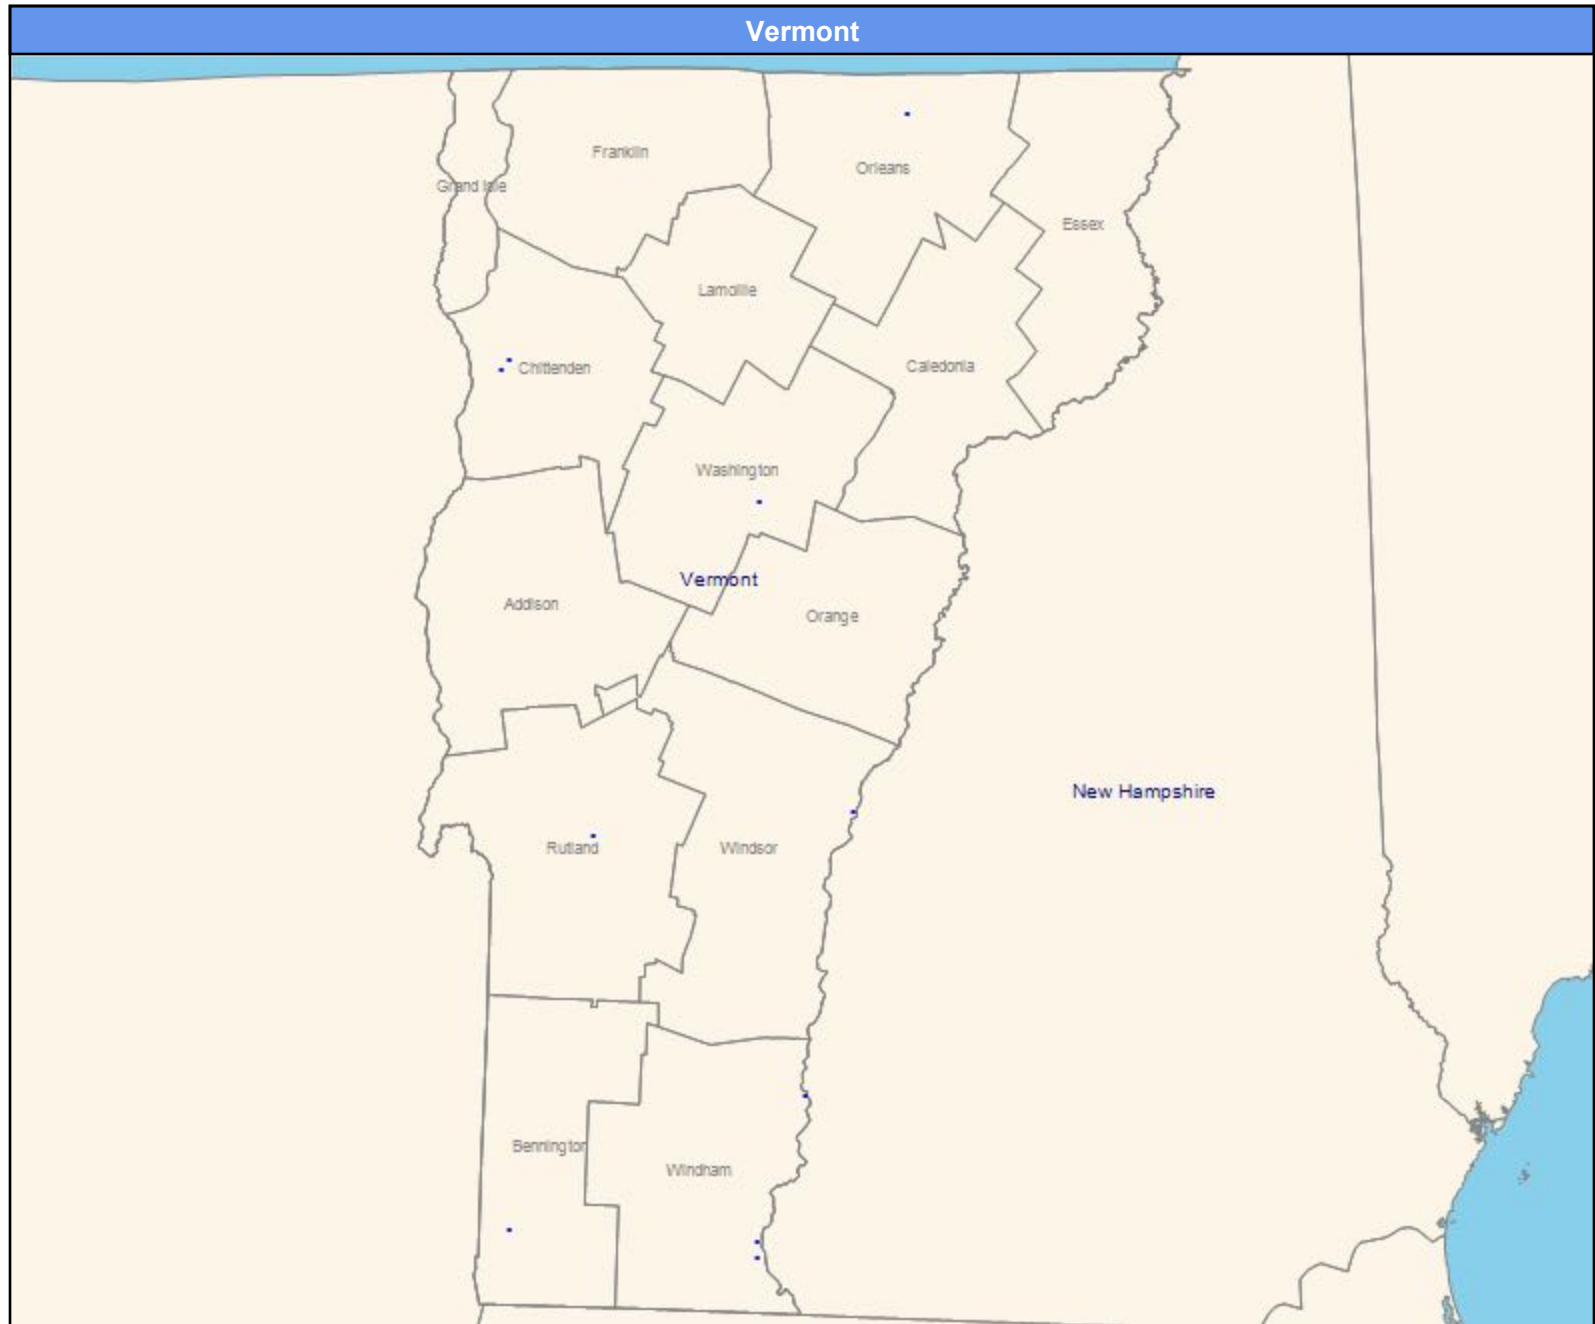 Vermont
Franklin
Orleans
Grand Isle
Essex
Lamoille
Chittenden
Caledonia
Washington
Vermont
Addison
Orange
New Hampshire
Rutland
Windsor
Bennington
Windham